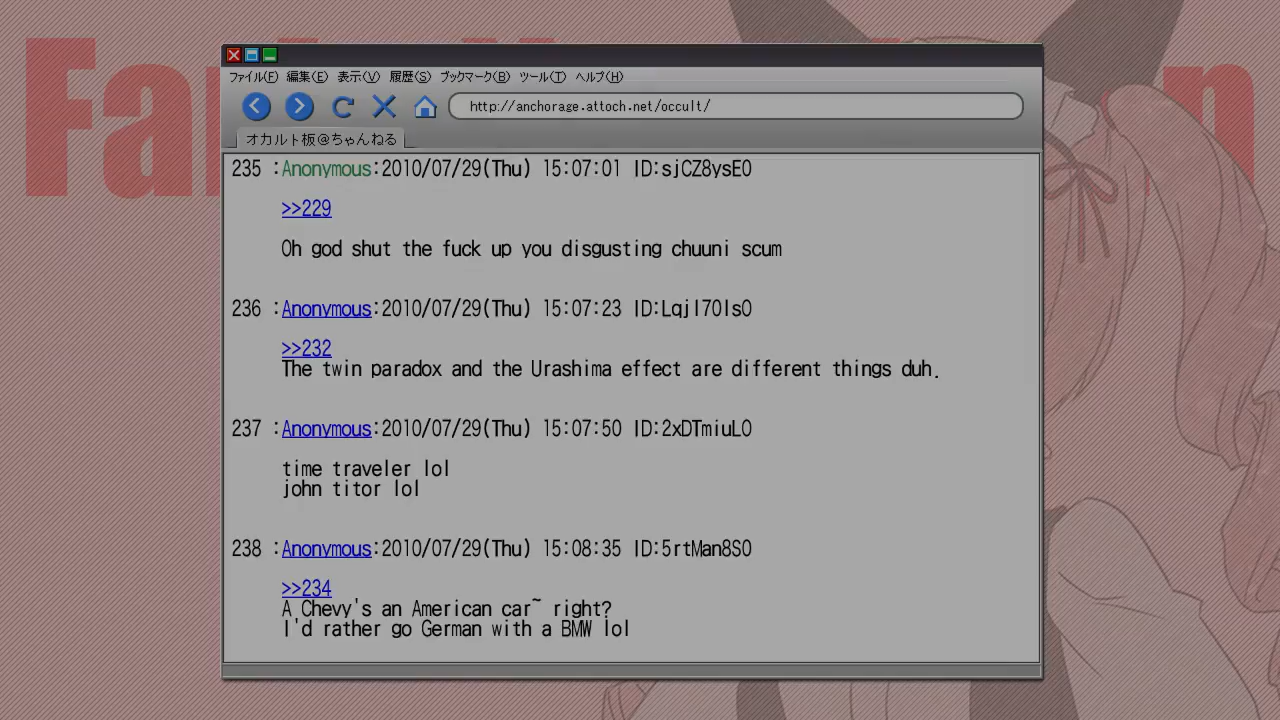 ファイル(F) 編集(E) 表示(V) 履歴(S) ブックマーク(B) ツール(T) ヘルプ(H)
http://anchorage.attoch.net/occult/
オカルト板@ちゃんねる
235 :Anonymous:2010/07/29(Thu) 15:07:01 ID:sjCZ8ysE0
>>229
Oh god shut the fuck up you disgusting chuuni scum
236 :Anonymous:2010/07/29(Thu) 15:07:23 ID:Lqjl70ls0
>>232
The twin paradox and the Urashima effect are different things duh.
237 :Anonymous:2010/07/29(Thu) 15:07:50 ID:2xDTmiuL0
time traveler lol
john titor lol
238 :Anonymous:2010/07/29(Thu) 15:08:35 ID:5rtMan8S0
>>234
A Chevy's an American car~ right?
I'd rather go German with a BMW lol